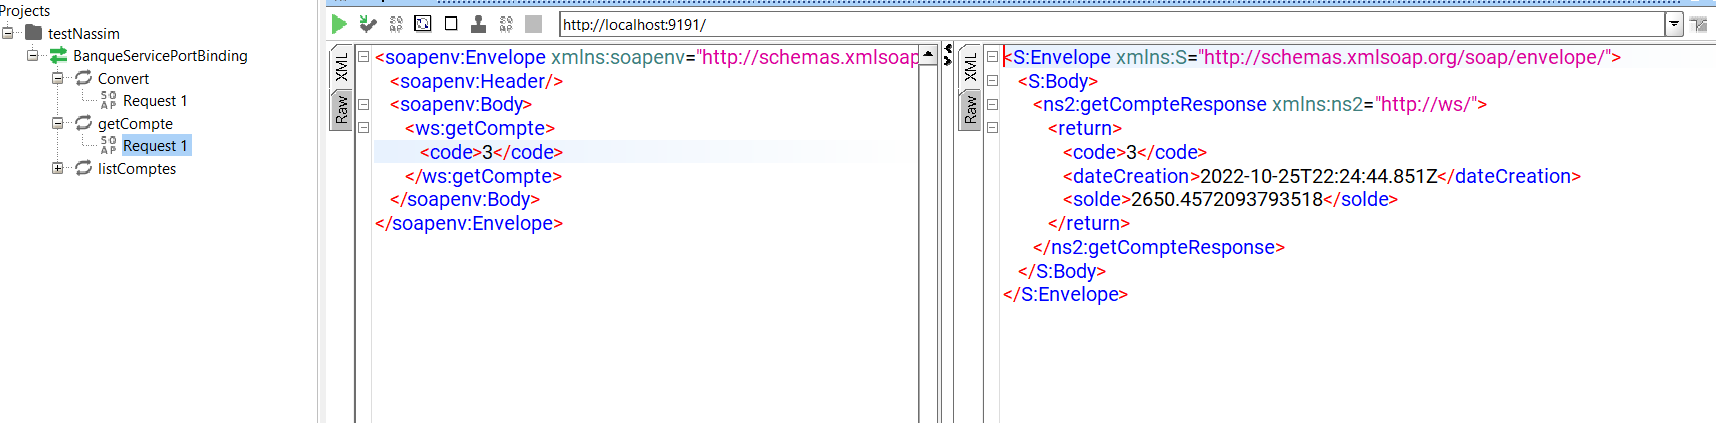 Projects
testNassim
BanqueServicePortBinding
Convert
SOAP Request 1
getCompte
SOAP Request 1
listComptes
http://localhost:9191/
XML
Raw
<soapenv:Envelope xmlns:soapenv="http://schemas.xmlsoap
<soapenv:Header/>
<soapenv:Body>
<ws:getCompte>
<code>3</code>
</ws:getCompte>
</soapenv:Body>
</soapenv:Envelope>
XML
Raw
<S:Envelope xmlns:S="http://schemas.xmlsoap.org/soap/envelope/">
<S:Body>
<ns2:getCompteResponse xmlns:ns2="http://ws/">
<return>
<code>3</code>
<dateCreation>2022-10-25T22:24:44.851Z</dateCreation>
<solde>2650.4572093793518</solde>
</return>
</ns2:getCompteResponse>
</S:Body>
</S:Envelope>